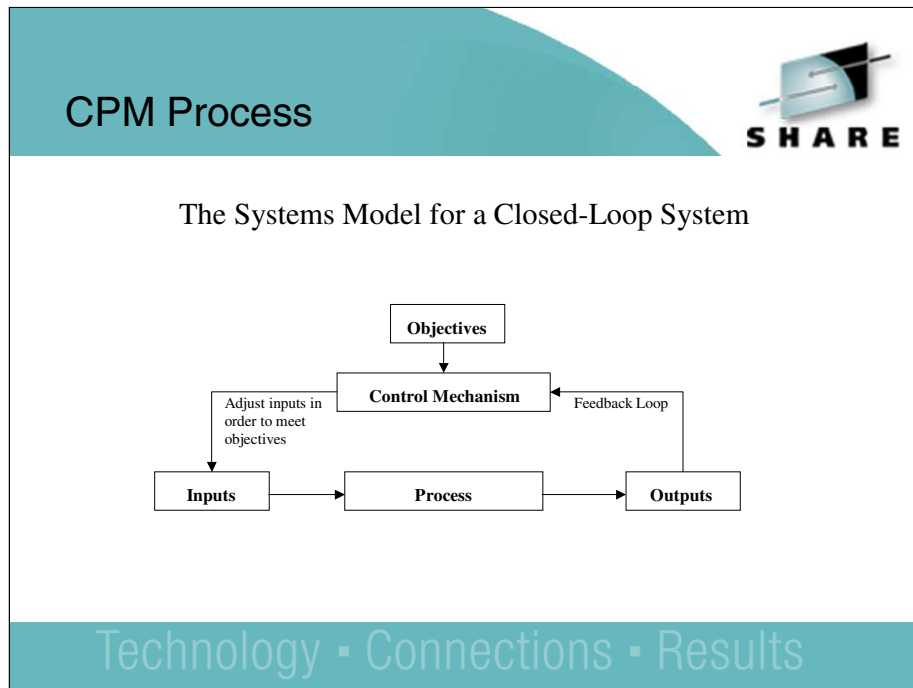 CPM Process
SHARE
The Systems Model for a Closed-Loop System
Objectives
Control Mechanism
Adjust inputs in
order to meet
objectives
Feedback Loop
Inputs
Process
Outputs
Technology ▪ Connections ▪ Results